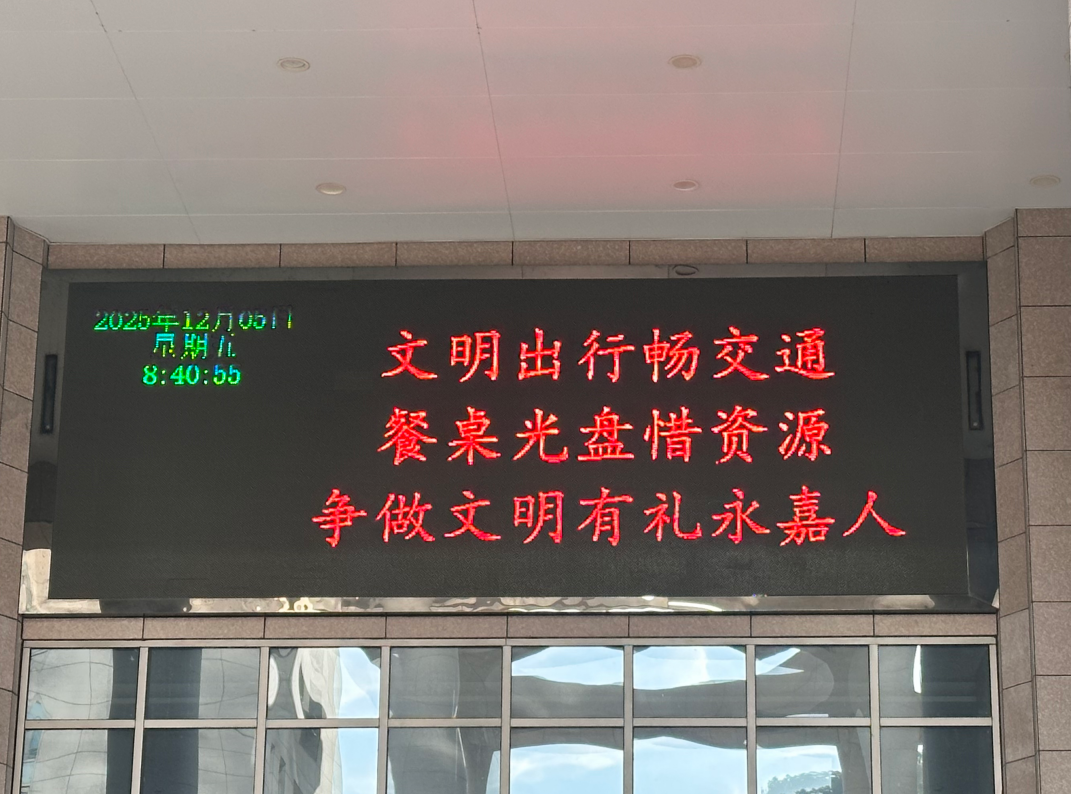 2025年12月05日
星期五
8:40:55
文明出行畅交通
餐桌光盘惜资源
争做文明有礼永嘉人